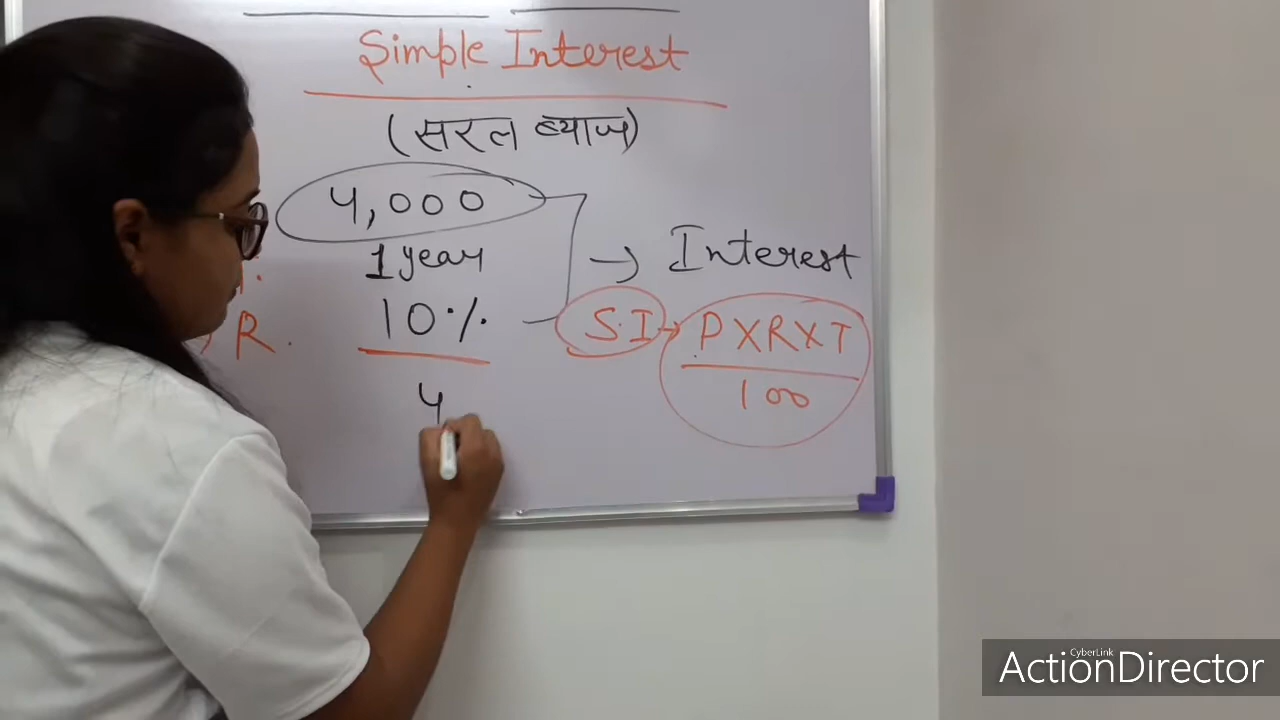 Simple Interest
(सरल ब्याज)
4,000
1 year
10%
→ Interest
R.
S.I → P X R X T
100
4
CyberLink
ActionDirector